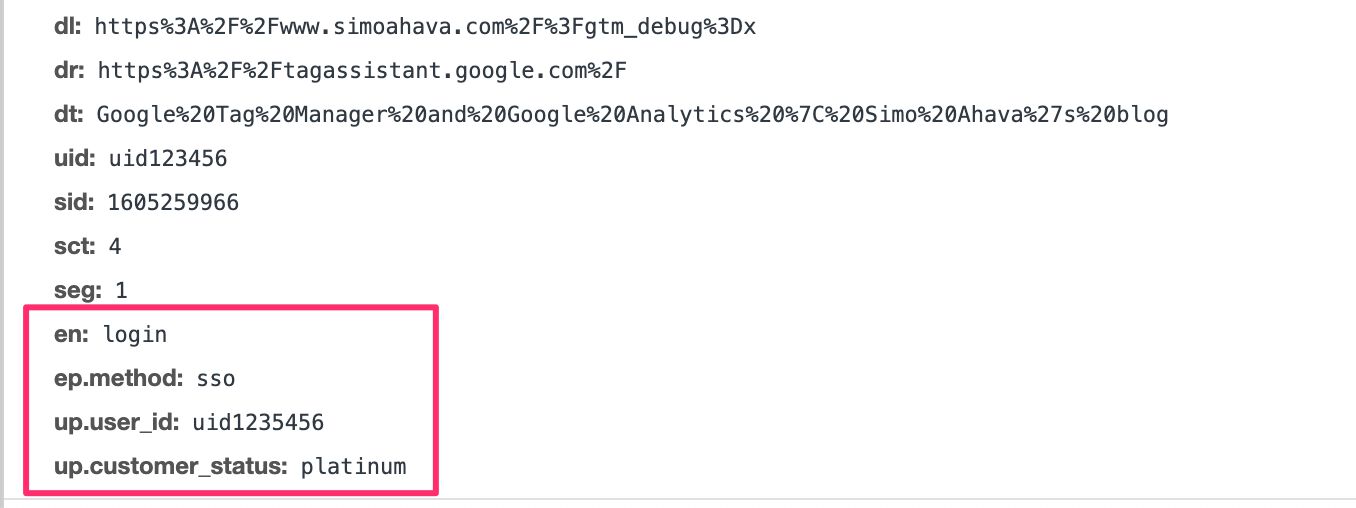 dl: https%3A%2F%2Fwww.simoahava.com%2F%3Fgtm_debug%3Dx
dr: https%3A%2F%2Ftagassistant.google.com%2F
dt: Google%20Tag%20Manager%20and%20Google%20Analytics%20%7C%20Simo%20Ahava%27s%20blog
uid: uid123456
sid: 1605259966
sct: 4
seg: 1
en: login
ep.method: sso
up.user_id: uid1235456
up.customer_status: platinum